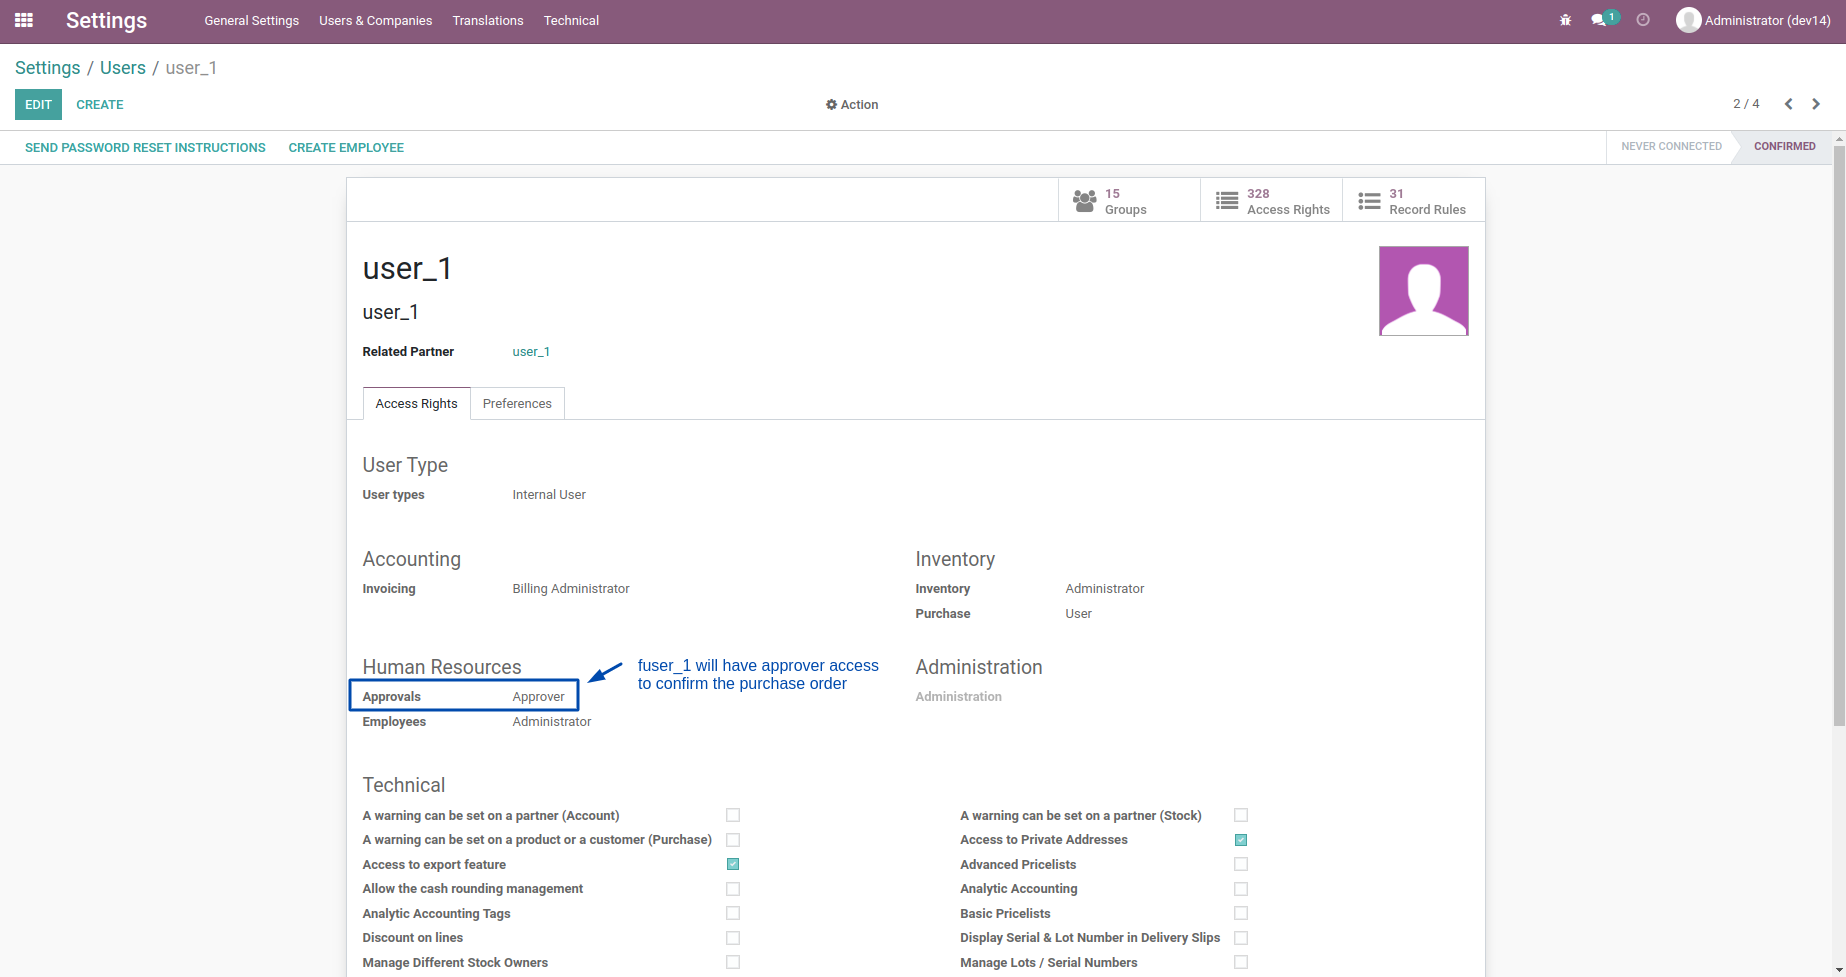 Settings General Settings Users & Companies Translations Technical 1 Administrator (dev14)
Settings / Users / user_1
EDIT CREATE Action 2 / 4
SEND PASSWORD RESET INSTRUCTIONS CREATE EMPLOYEE NEVER CONNECTED CONFIRMED
15 Groups 328 Access Rights 31 Record Rules
user_1
user_1
Related Partner user_1
Access Rights Preferences
User Type
User types Internal User
Accounting Inventory
Invoicing Billing Administrator Inventory Administrator
Purchase User
Human Resources fuser_1 will have approver access Administration
to confirm the purchase order
Approvals Approver Administration
Employees Administrator
Technical
A warning can be set on a partner (Account) A warning can be set on a partner (Stock)
A warning can be set on a product or a customer (Purchase) Access to Private Addresses
Access to export feature Advanced Pricelists
Allow the cash rounding management Analytic Accounting
Analytic Accounting Tags Basic Pricelists
Discount on lines Display Serial & Lot Number in Delivery Slips
Manage Different Stock Owners Manage Lots / Serial Numbers